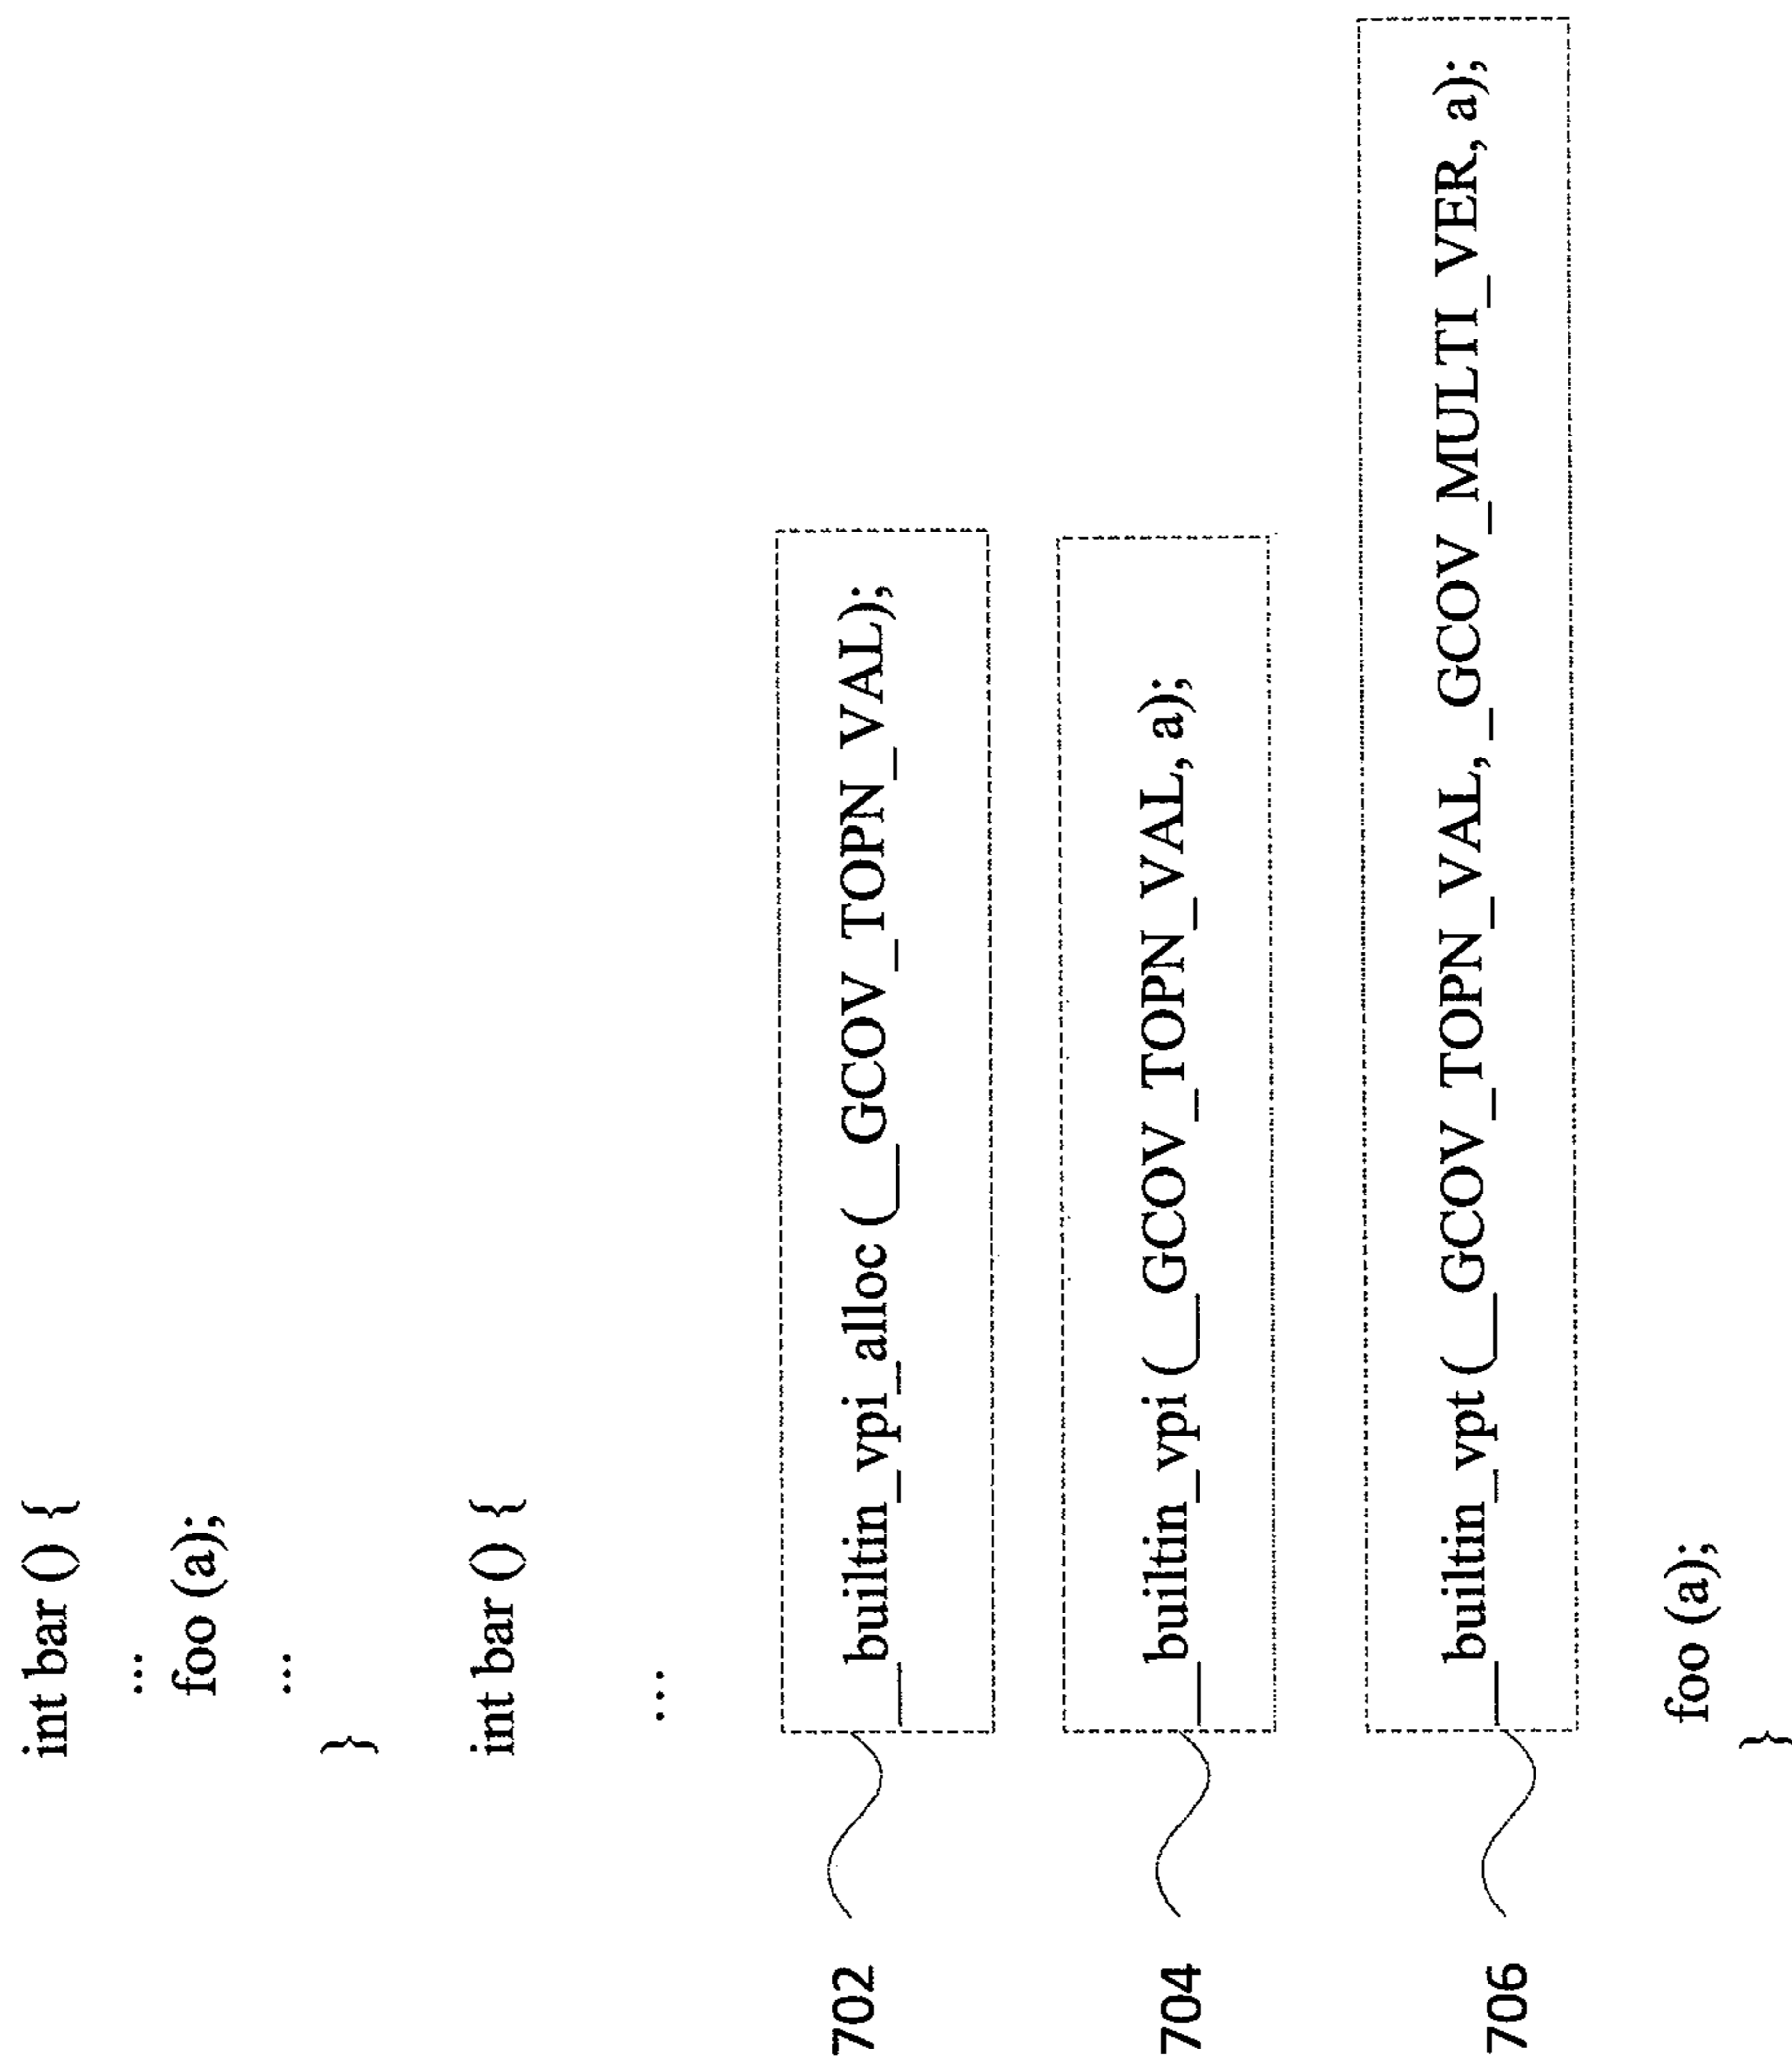 int bar () {
...
foo (a);
...
}
int bar () {
...
702 __builtin_vpi_alloc (__GCOV_TOPN_VAL);
704 __builtin_vpi (__GCOV_TOPN_VAL, a);
706 __builtin_vpt (__GCOV_TOPN_VAL, _GCOV_MULTI_VER, a);
foo (a);
}